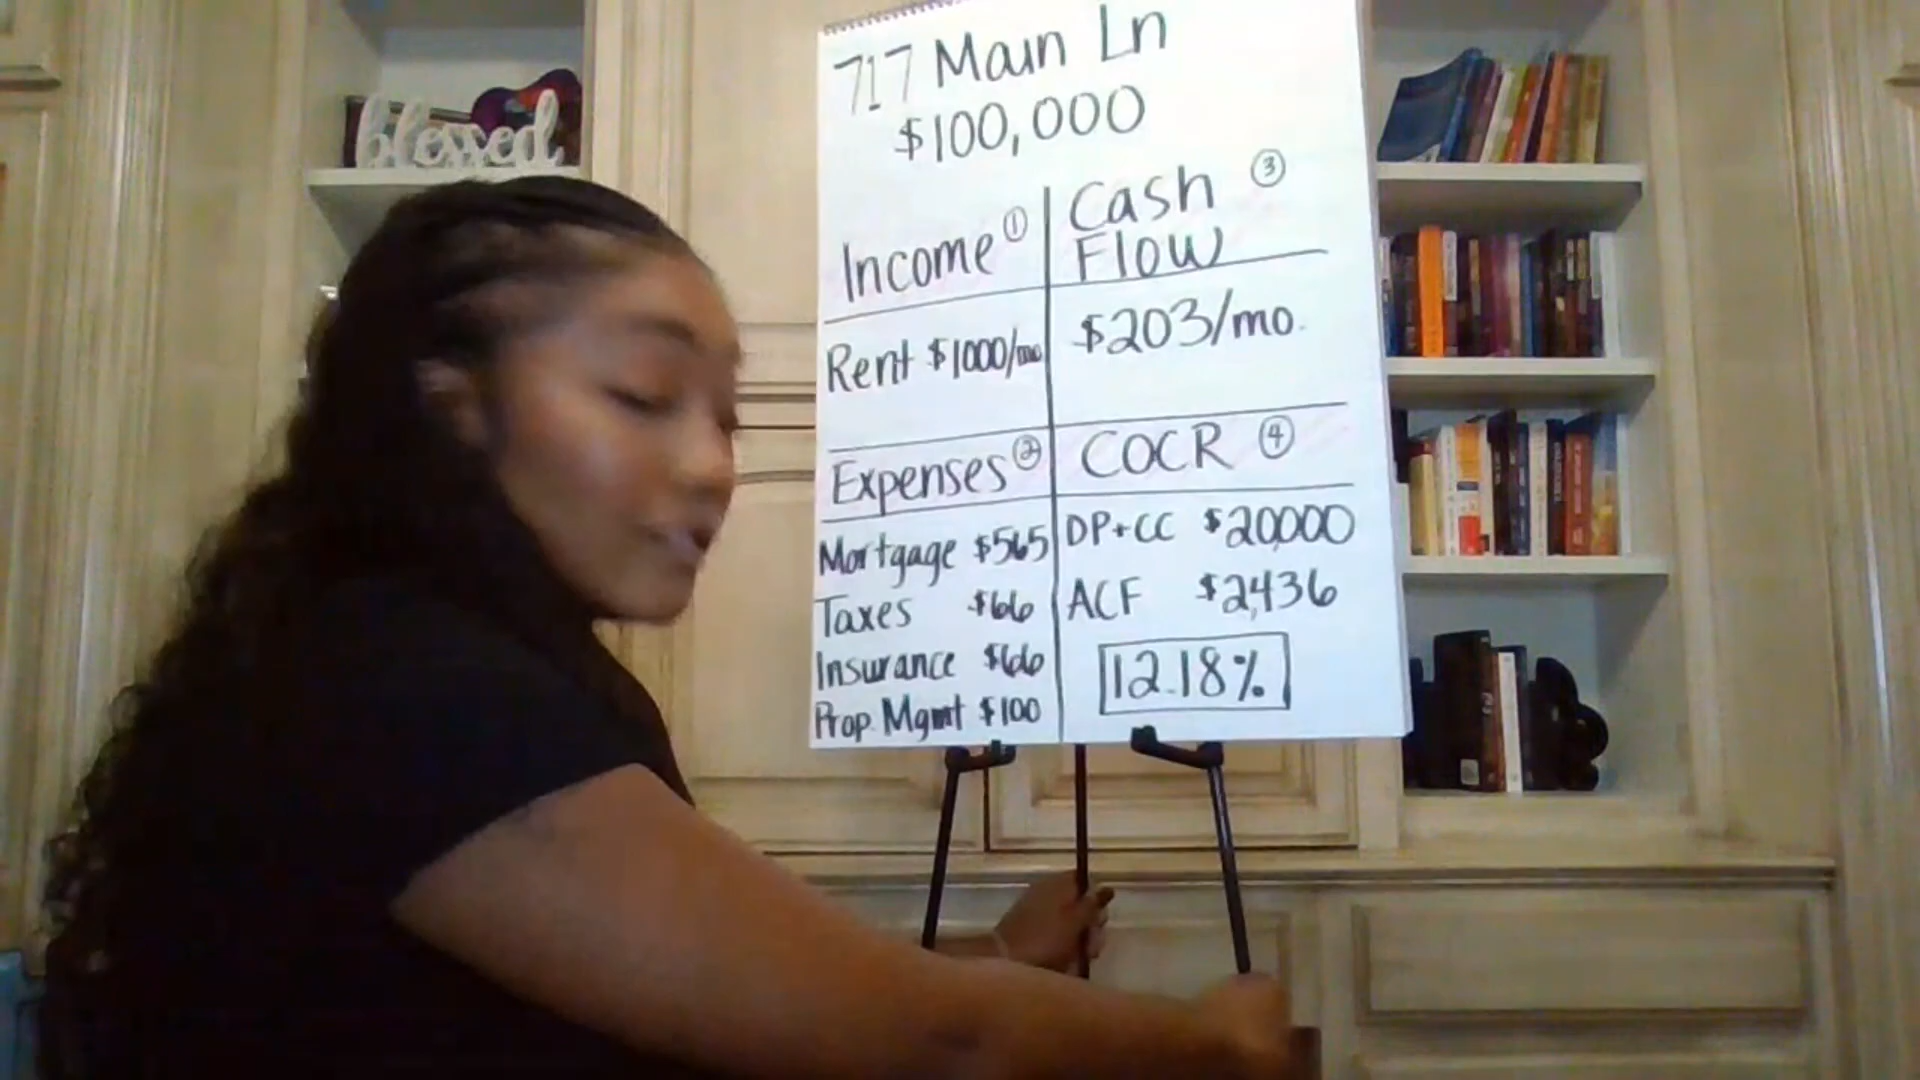 blessed
717 Main Ln
$100,000
Income ①
Rent $1000/mo
Expenses ②
Mortgage $565
Taxes $66
Insurance $66
Prop. Mgmt $100
Cash ③
Flow
$203/mo.
COCR ④
DP+CC $20,000
ACF $2,436
12.18%